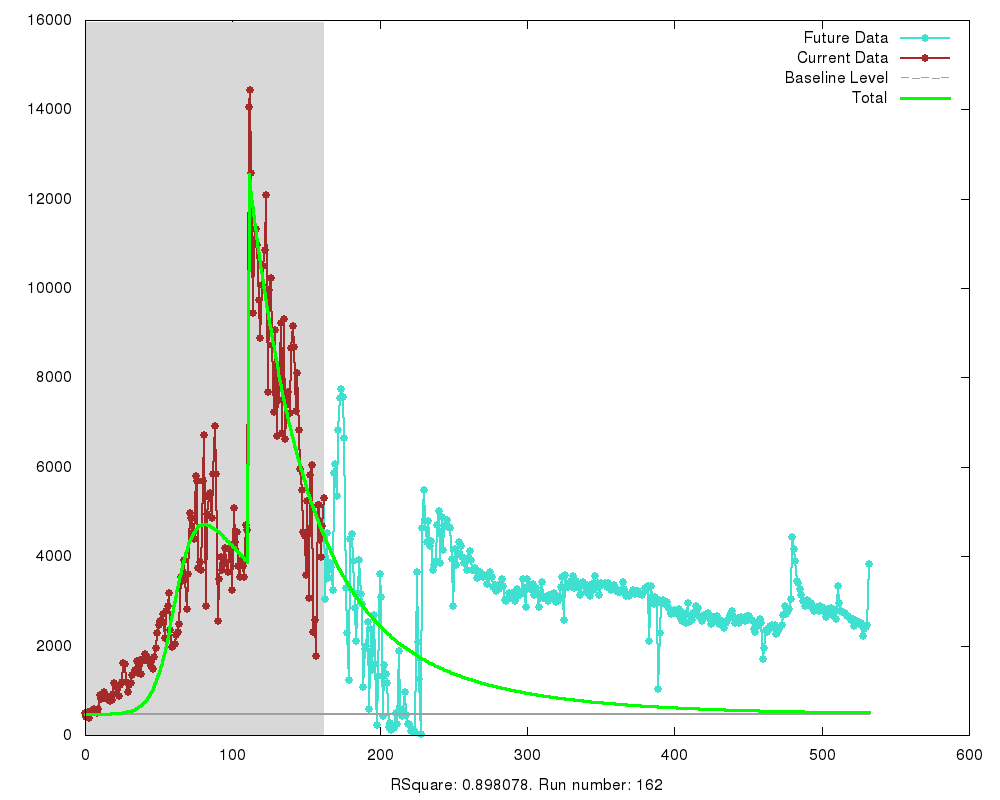 16000
14000
12000
10000
8000
6000
4000
2000
0
Future Data
Current Data
Baseline Level
Total
0 100 200 300 400 500 600
RSquare: 0.898078. Run number: 162